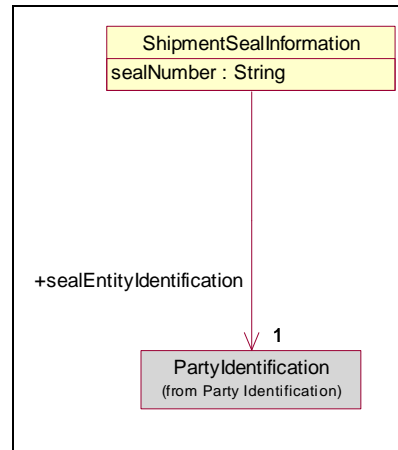 ShipmentSealInformation
sealNumber : String
+sealEntityIdentification
1
PartyIdentification
(from Party Identification)